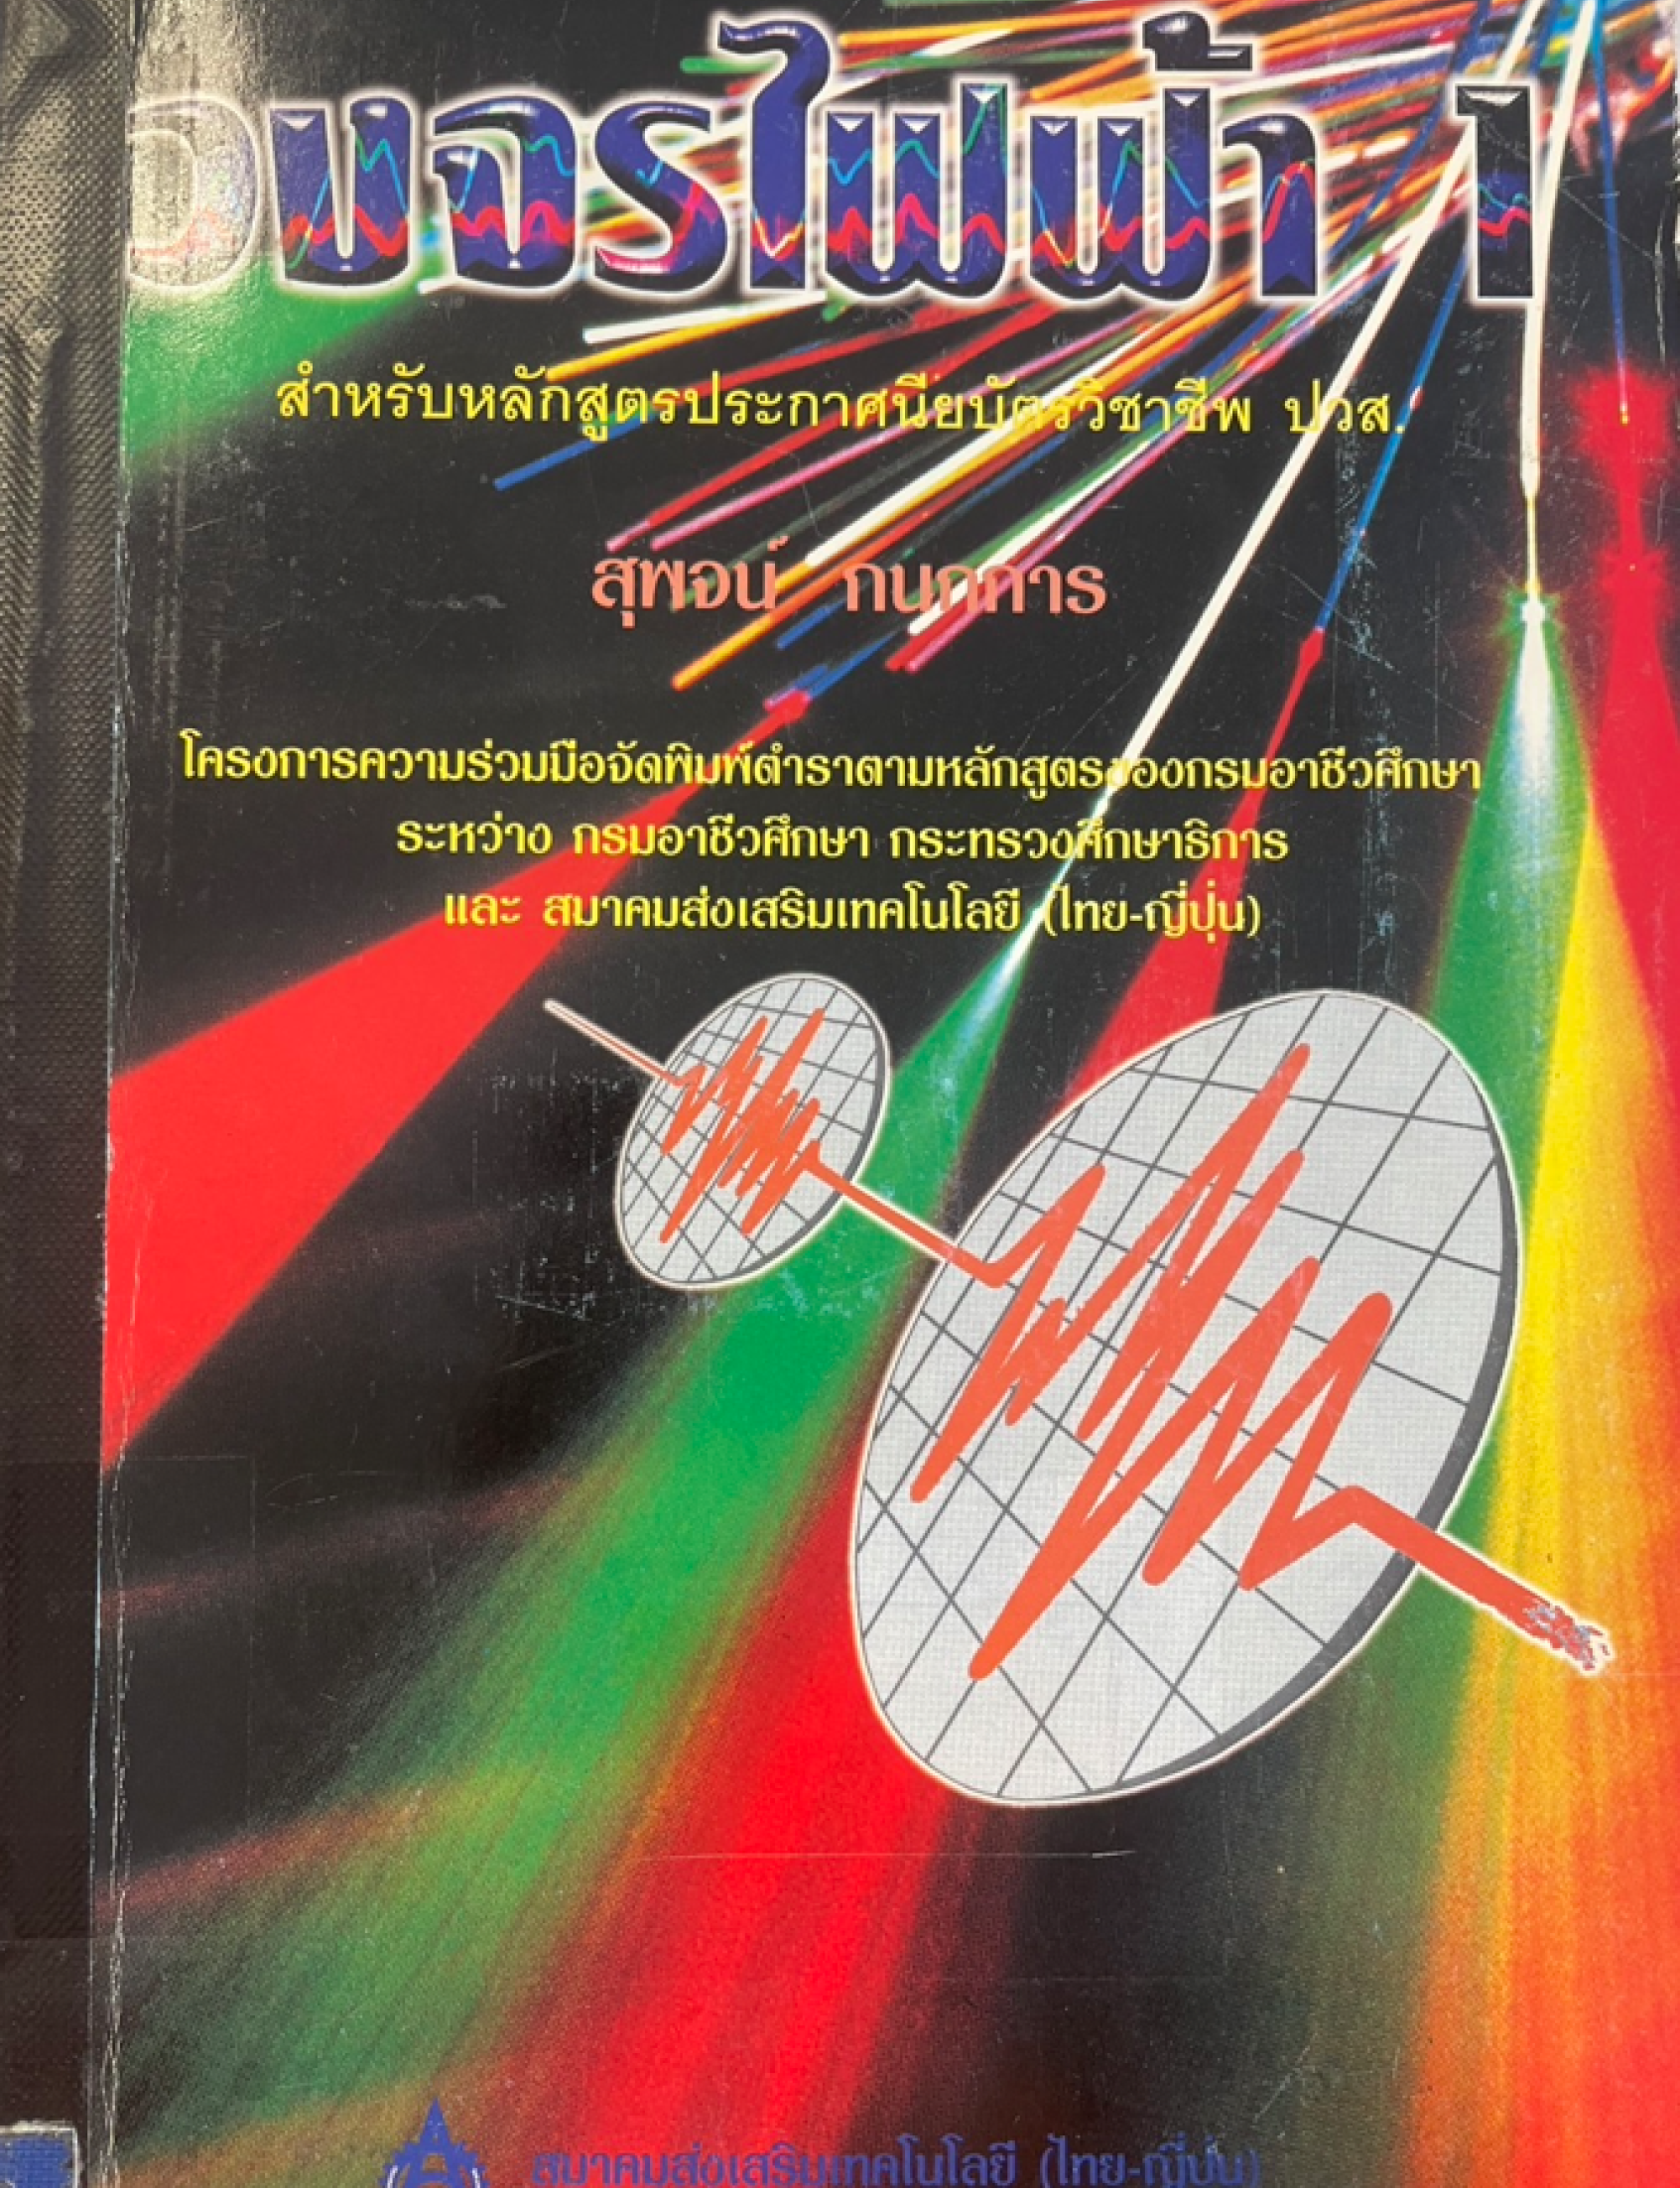 วงจรไฟฟ้า 1
สำหรับหลักสูตรประกาศนียบัตรวิชาชีพ ปวส.
สุพจน์ กนกการ
โครงการความร่วมมือจัดพิมพ์ตำราตามหลักสูตรของกรมอาชีวศึกษา
ระหว่าง กรมอาชีวศึกษา กระทรวงศึกษาธิการ
และ สมาคมส่งเสริมเทคโนโลยี (ไทย-ญี่ปุ่น)
สมาคมส่งเสริมเทคโนโลยี (ไทย-ญี่ปุ่น)